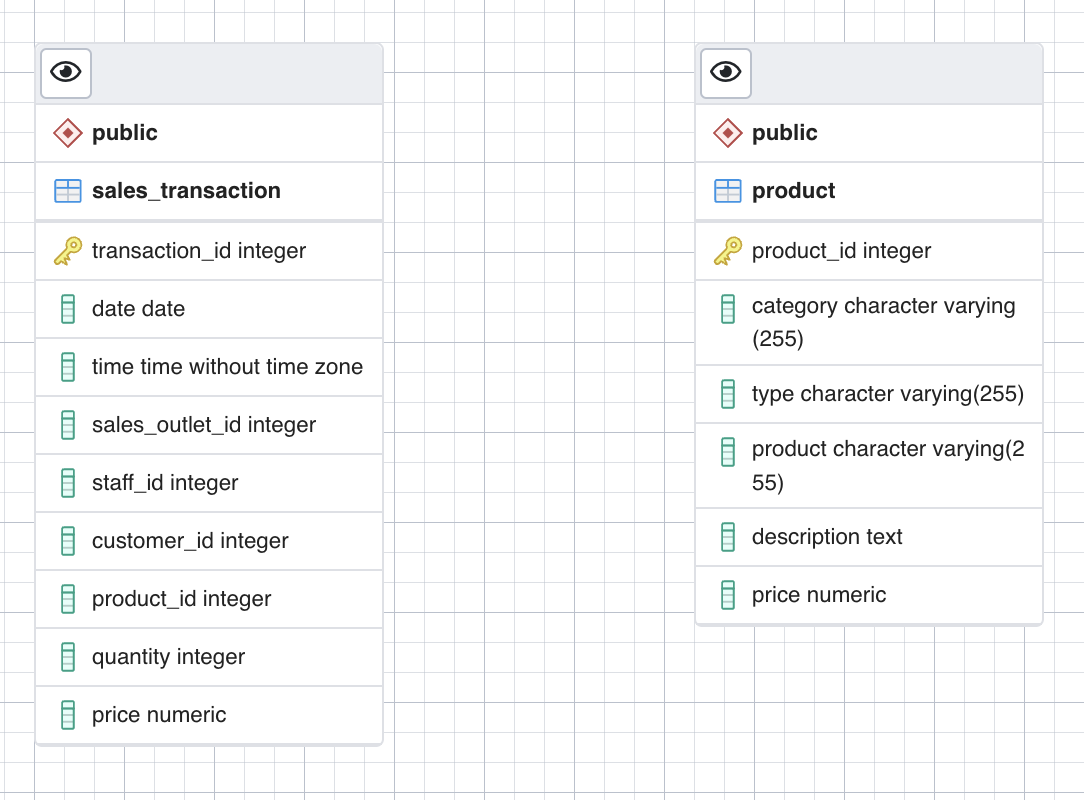 public
sales_transaction
transaction_id integer
date date
time time without time zone
sales_outlet_id integer
staff_id integer
customer_id integer
product_id integer
quantity integer
price numeric
public
product
product_id integer
category character varying
(255)
type character varying(255)
product character varying(2
55)
description text
price numeric